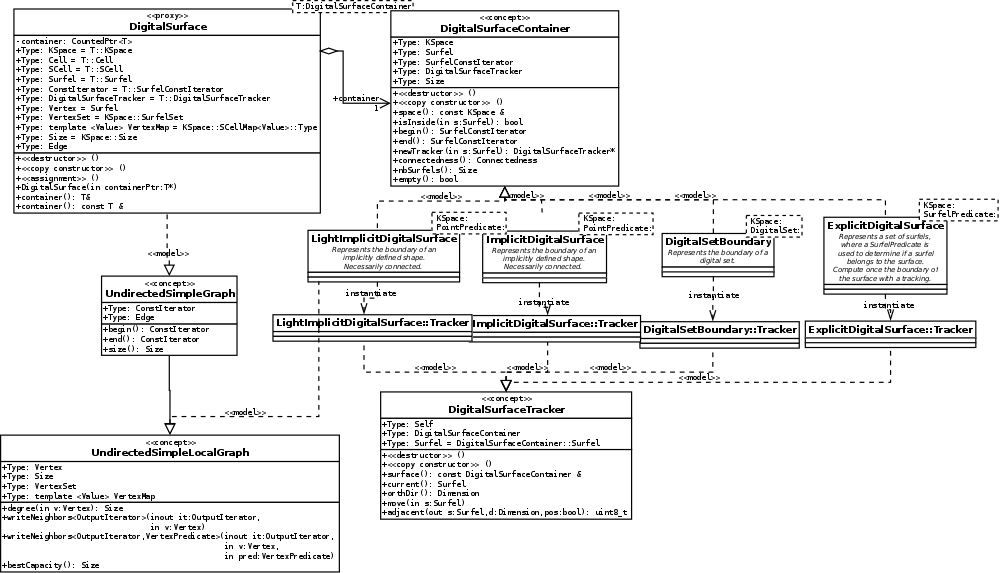 T:DigitalSurfaceContainer
<<proxy>>
DigitalSurface
-container: CountedPtr<T>
+Type: KSpace = T::KSpace
+Type: Cell = T::Cell
+Type: SCell = T::SCell
+Type: Surfel = T::Surfel
+Type: ConstIterator = T::SurfelConstIterator
+Type: DigitalSurfaceTracker = T::DigitalSurfaceTracker
+Type: Vertex = Surfel
+Type: VertexSet = KSpace::SurfelSet
+Type: template <Value> VertexMap = KSpace::SCellMap<Value>::Type
+Type: Size = KSpace::Size
+Type: Edge
+<<destructor>> ()
+<<copy constructor>> ()
+<<assignment>> ()
+DigitalSurface(in containerPtr:T*)
+container(): T&
+container(): const T &
+container
1
<<concept>>
DigitalSurfaceContainer
+Type: KSpace
+Type: Surfel
+Type: SurfelConstIterator
+Type: DigitalSurfaceTracker
+Type: Size
+<<destructor>> ()
+<<copy constructor>> ()
+space(): const KSpace &
+isInside(in s:Surfel): bool
+begin(): SurfelConstIterator
+end(): SurfelConstIterator
+newTracker(in s:Surfel): DigitalSurfaceTracker*
+connectedness(): Connectedness
+nbSurfels(): Size
+empty(): bool
<<model>>
<<model>>
<<model>>
<<model>>
<<model>>
KSpace:
PointPredicate:
LightImplicitDigitalSurface
Represents the boundary of an
implicitly defined shape.
Necessarily connected.
KSpace:
PointPredicate:
ImplicitDigitalSurface
Represents the boundary of an
implicitly defined shape.
Necessarily connected.
KSpace:
DigitalSet:
DigitalSetBoundary
Represents the boundary of a
digital set.
KSpace:
SurfelPredicate:
ExplicitDigitalSurface
Represents a set of surfels,
where a SurfelPredicate is
used to determine if a surfel
belongs to the surface.
Compute once the boundary of
the surface with a tracking.
<<concept>>
UndirectedSimpleGraph
+Type: ConstIterator
+Type: Edge
+begin(): ConstIterator
+end(): ConstIterator
+size(): Size
instantiate
instantiate
instantiate
instantiate
LightImplicitDigitalSurface::Tracker
ImplicitDigitalSurface::Tracker
DigitalSetBoundary::Tracker
ExplicitDigitalSurface::Tracker
<<model>>
<<model>>
<<model>>
<<model>>
<<model>>
<<concept>>
DigitalSurfaceTracker
+Type: Self
+Type: DigitalSurfaceContainer
+Type: Surfel = DigitalSurfaceContainer::Surfel
+<<destructor>> ()
+<<copy constructor>> ()
+surface(): const DigitalSurfaceContainer &
+current(): Surfel
+orthDir(): Dimension
+move(in s:Surfel)
+adjacent(out s:Surfel,d:Dimension,pos:bool): uint8_t
<<concept>>
UndirectedSimpleLocalGraph
+Type: Vertex
+Type: Size
+Type: VertexSet
+Type: template <Value> VertexMap
+degree(in v:Vertex): Size
+writeNeighbors<OutputIterator>(inout it:OutputIterator,
in v:Vertex)
+writeNeighbors<OutputIterator,VertexPredicate>(inout it:OutputIterator,
in v:Vertex,
in pred:VertexPredicate)
+bestCapacity(): Size